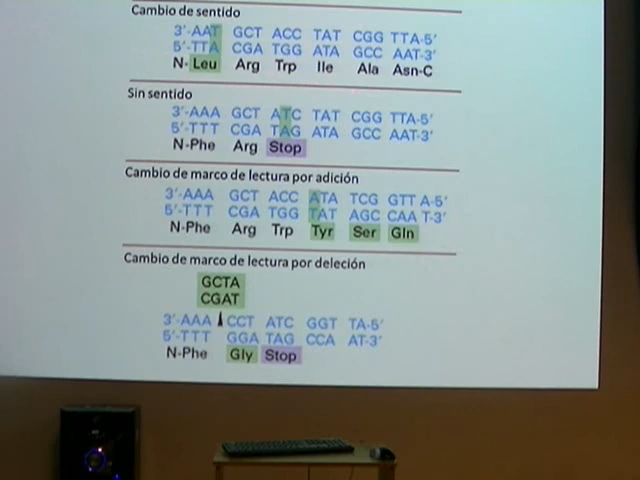 Cambio de sentido
3'-AAT GCT ACC TAT CGG TTA-5'
5'-TTA CGA TGG ATA GCC AAT-3'
N-Leu Arg Trp Ile Ala Asn-C
Sin sentido
3'-AAA GCT ATC TAT CGG TTA-5'
5'-TTT CGA TAG ATA GCC AAT-3'
N-Phe Arg Stop
Cambio de marco de lectura por adición
3'-AAA GCT ACC ATA TCG GTT A-5'
5'-TTT CGA TGG TAT AGC CAA T-3'
N-Phe Arg Trp Tyr Ser Gln
Cambio de marco de lectura por deleción
GCTA
CGAT
3'-AAA CCT ATC GGT TA-5'
5'-TTT GGA TAG CCA AT-3'
N-Phe Gly Stop